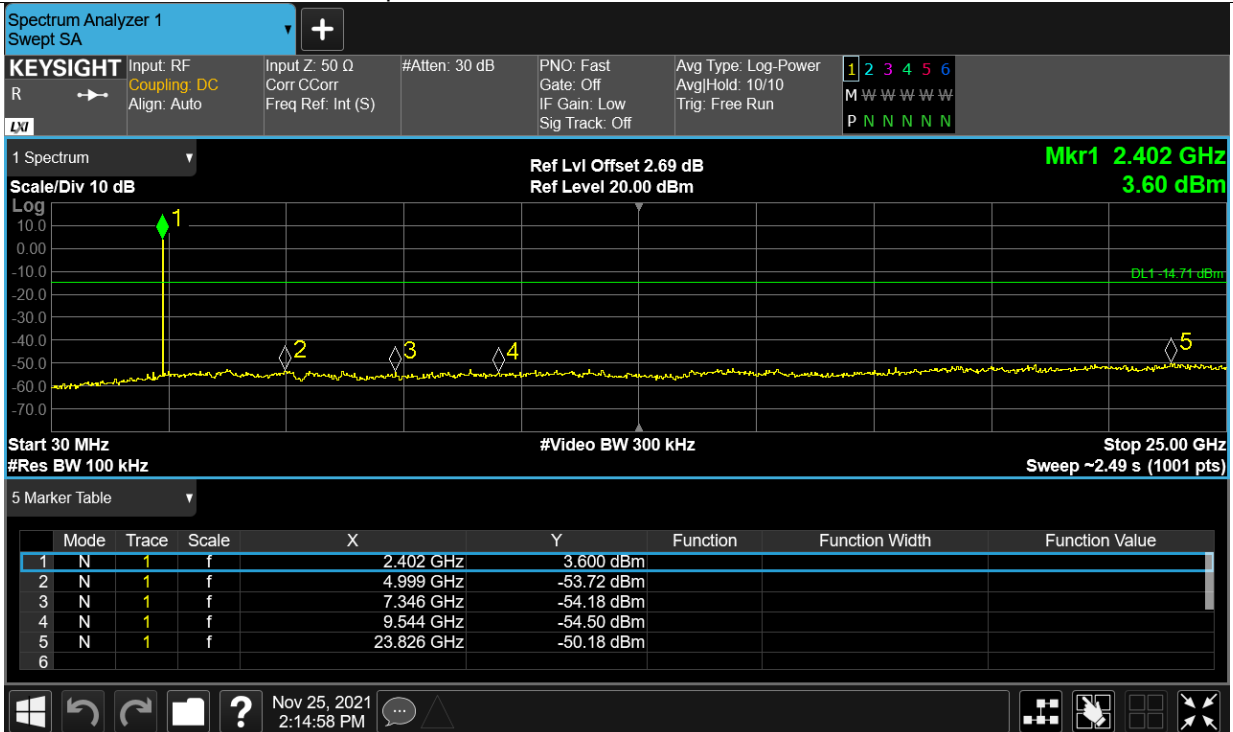 Spectrum Analyzer 1
Swept SA
KEYSIGHT
R
LXI
Input: RF
Coupling: DC
Align: Auto
Input Z: 50 Ω
Corr CCorr
Freq Ref: Int (S)
#Atten: 30 dB
PNO: Fast
Gate: Off
IF Gain: Low
Sig Track: Off
Avg Type: Log-Power
Avg|Hold: 10/10
Trig: Free Run
1 2 3 4 5 6
M W W W W W
P N N N N N
1 Spectrum
Scale/Div 10 dB
Ref Lvl Offset 2.69 dB
Ref Level 20.00 dBm
Mkr1 2.402 GHz
3.60 dBm
Log
10.0
0.00
-10.0
-20.0
-30.0
-40.0
-50.0
-60.0
-70.0
1
2
3
4
5
DL1 -14.71 dBm
Start 30 MHz
#Res BW 100 kHz
#Video BW 300 kHz
Stop 25.00 GHz
Sweep ~2.49 s (1001 pts)
5 Marker Table
Mode Trace Scale X Y Function Function Width Function Value
1 N 1 f 2.402 GHz 3.600 dBm
2 N 1 f 4.999 GHz -53.72 dBm
3 N 1 f 7.346 GHz -54.18 dBm
4 N 1 f 9.544 GHz -54.50 dBm
5 N 1 f 23.826 GHz -50.18 dBm
6
?
Nov 25, 2021
2:14:58 PM